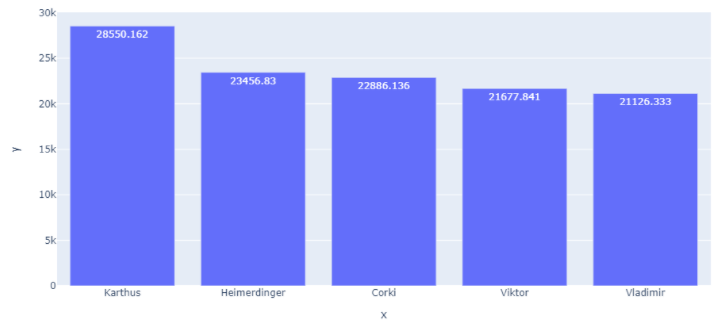 30k
25k
20k
15k
10k
5k
0
y
28550.162
23456.83
22886.136
21677.841
21126.333
Karthus
Heimerdinger
Corki
Viktor
Vladimir
x